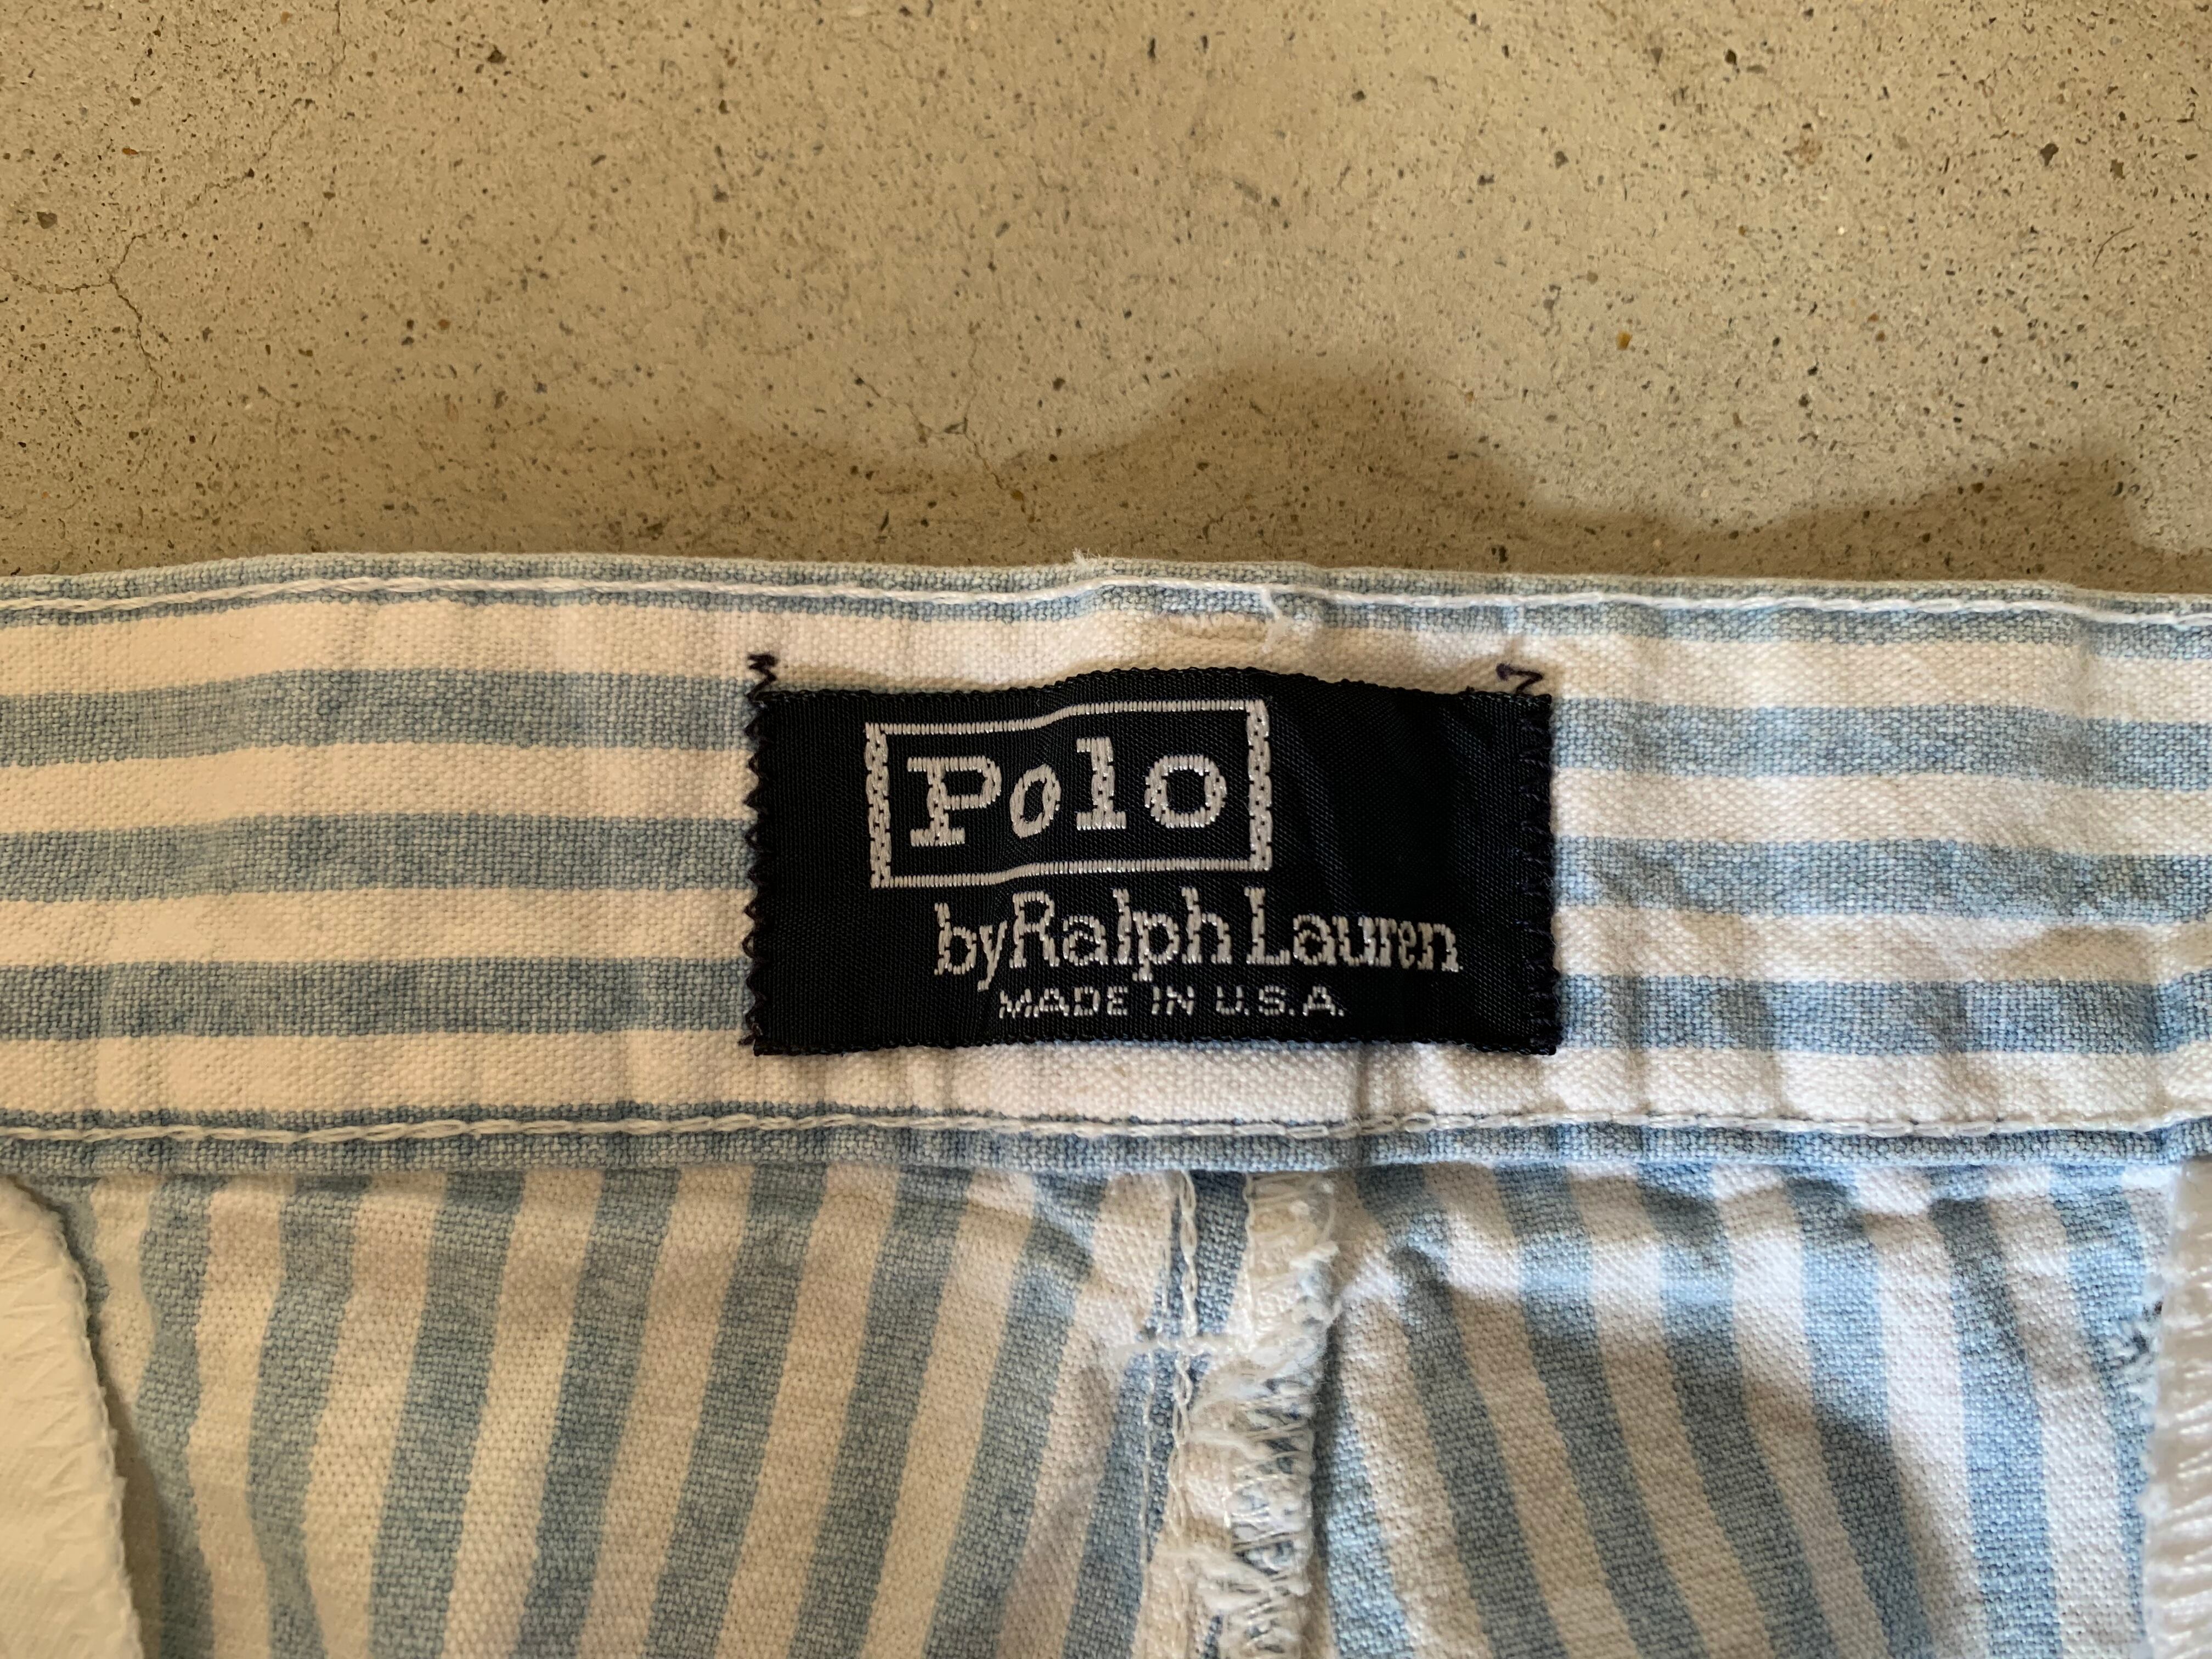 Polo
by Ralph Lauren
MADE IN U.S.A.